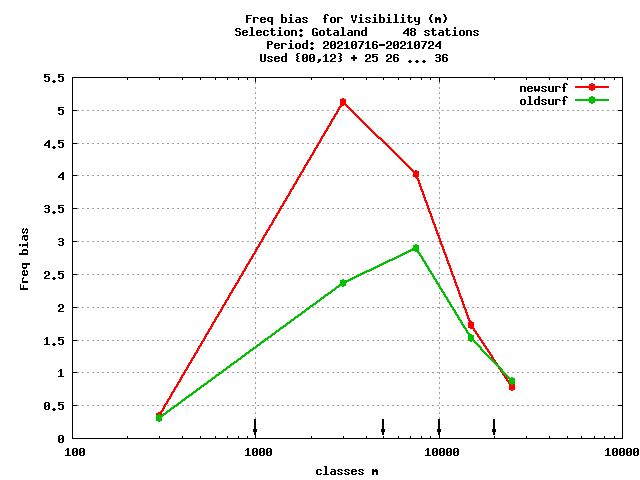 Freq bias  for Visibility (m)
Selection: Gotaland     48 stations
Period: 20210716-20210724
Used {00,12} + 25 26 ... 36
newsurf
oldsurf
5.5
5
4.5
4
3.5
3
2.5
2
1.5
1
0.5
0
Freq bias
100
1000
10000
10000
classes m